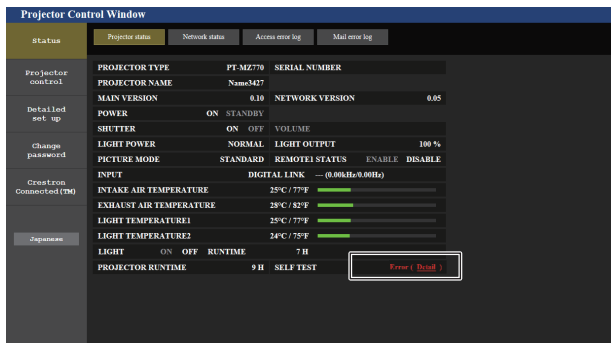 Projector Control Window
Status
Projector status Network status Access error log Mail error log
Projector control
Detailed set up
Change password
Crestron Connected(TM)
Japanese
PROJECTOR TYPE PT-MZ770 SERIAL NUMBER
PROJECTOR NAME Name3427
MAIN VERSION 0.10 NETWORK VERSION 0.05
POWER ON STANDBY
SHUTTER ON OFF VOLUME
LIGHT POWER NORMAL LIGHT OUTPUT 100 %
PICTURE MODE STANDARD REMOTE1 STATUS ENABLE DISABLE
INPUT DIGITAL LINK --- (0.00kHz/0.00Hz)
INTAKE AIR TEMPERATURE 25°C / 77°F
EXHAUST AIR TEMPERATURE 28°C / 82°F
LIGHT TEMPERATURE1 25°C / 77°F
LIGHT TEMPERATURE2 24°C / 75°F
LIGHT ON OFF RUNTIME 7 H
PROJECTOR RUNTIME 9 H SELF TEST Error ( Detail )